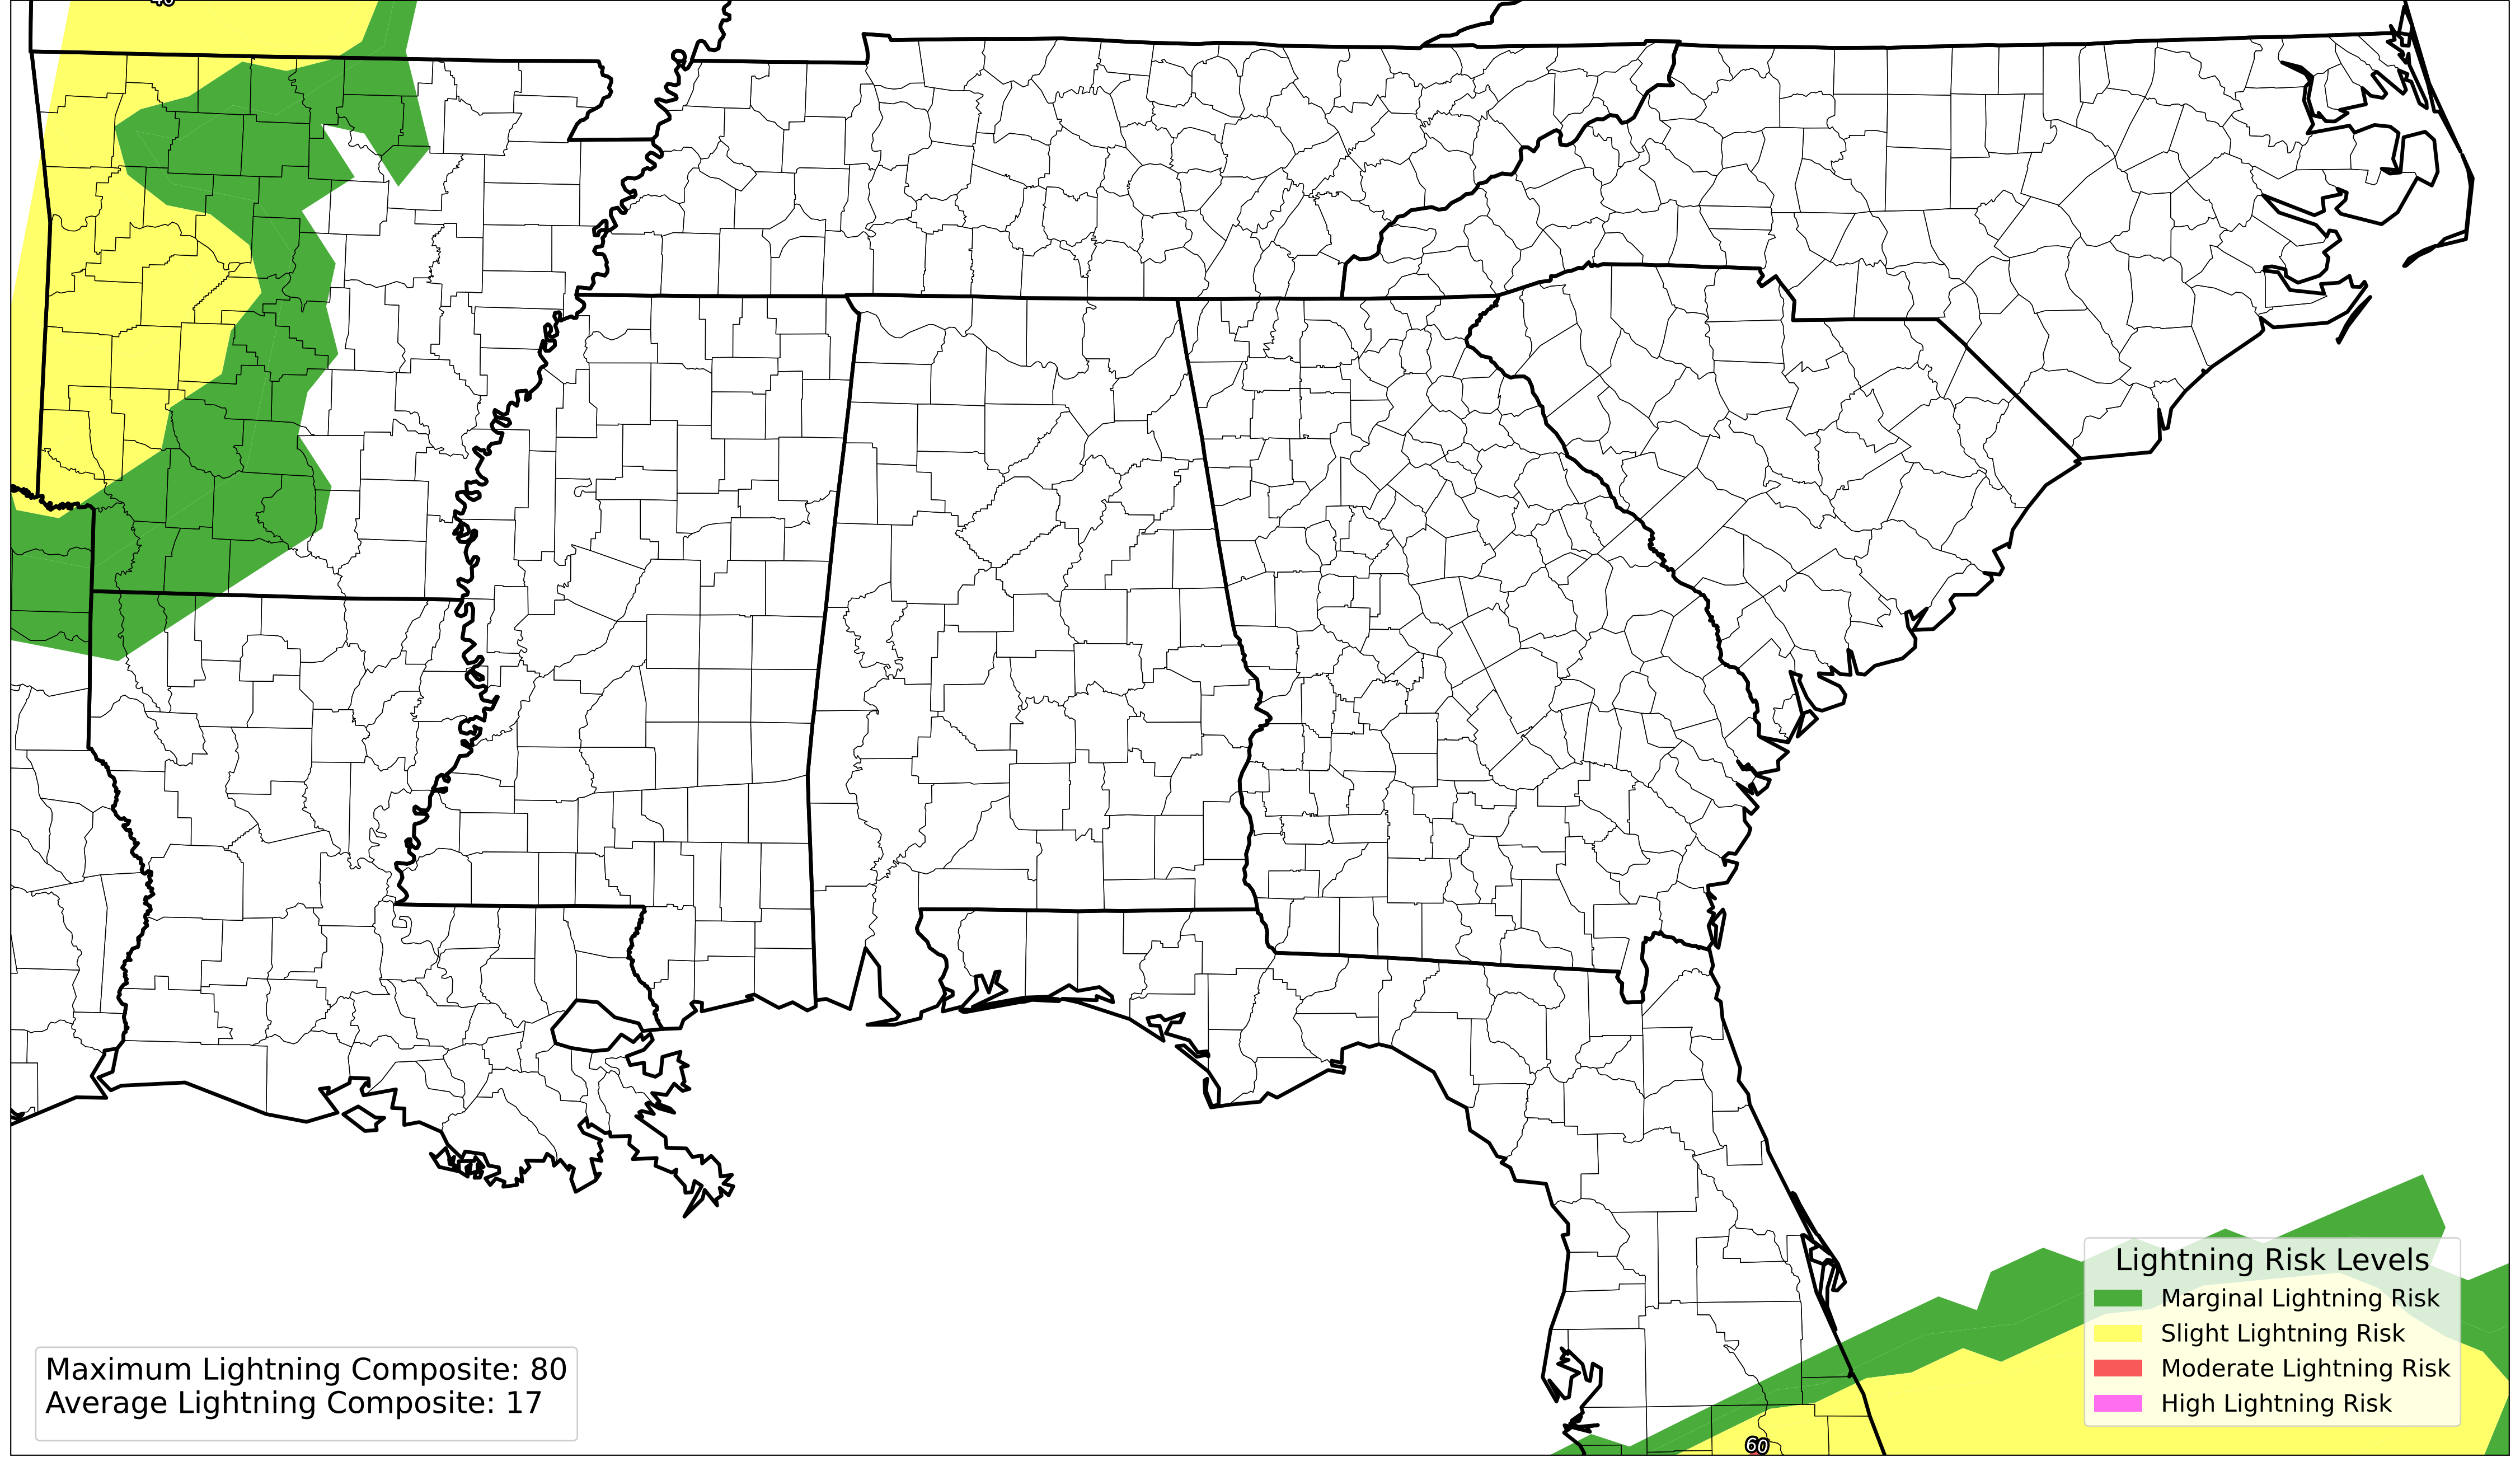 40
Lightning Risk Levels
Marginal Lightning Risk
Slight Lightning Risk
Moderate Lightning Risk
High Lightning Risk
Maximum Lightning Composite: 80
Average Lightning Composite: 17
60